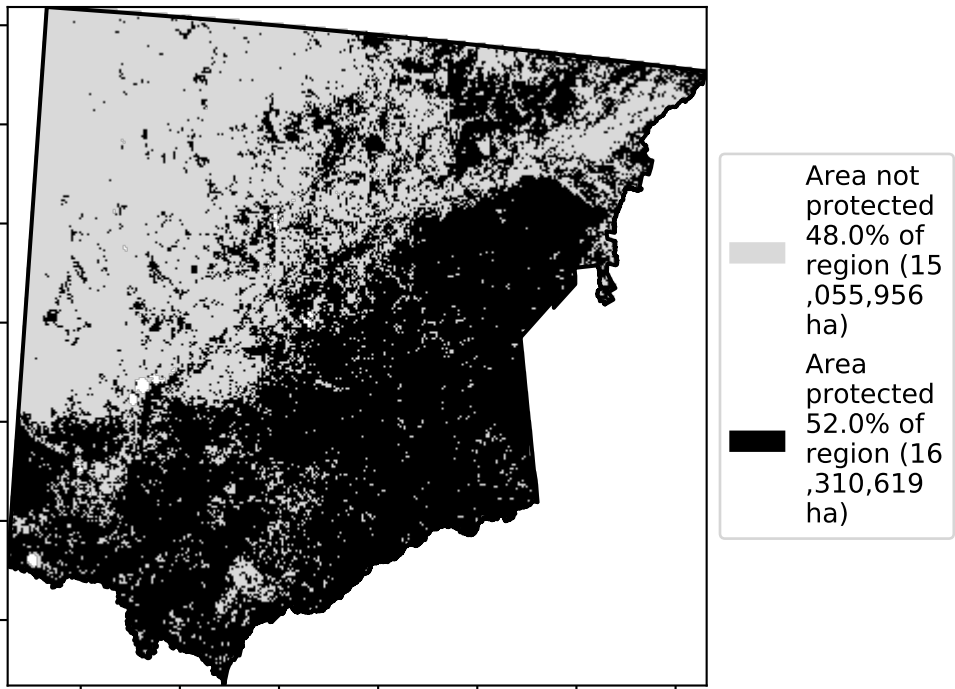 Area not
protected
48.0% of
region (15
,055,956
ha)
Area
protected
52.0% of
region (16
,310,619
ha)